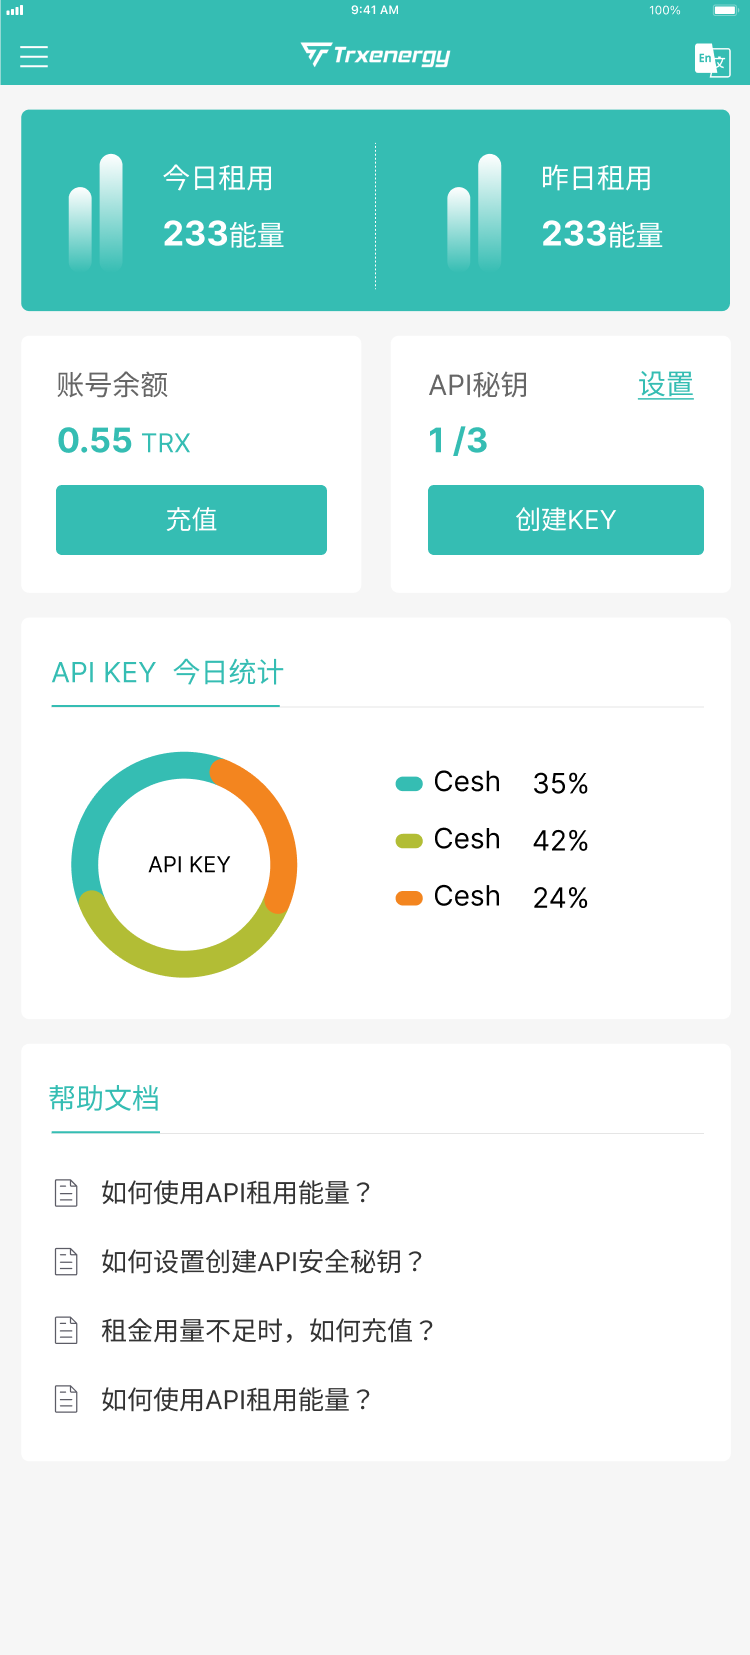 9:41 AM
100%
Trxenergy
En 文
今日租用
233能量
昨日租用
233能量
账号余额
0.55 TRX
充值
API秘钥
设置
1 /3
创建KEY
API KEY 今日统计
API KEY
Cesh 35%
Cesh 42%
Cesh 24%
帮助文档
如何使用API租用能量？
如何设置创建API安全秘钥？
租金用量不足时，如何充值？
如何使用API租用能量？